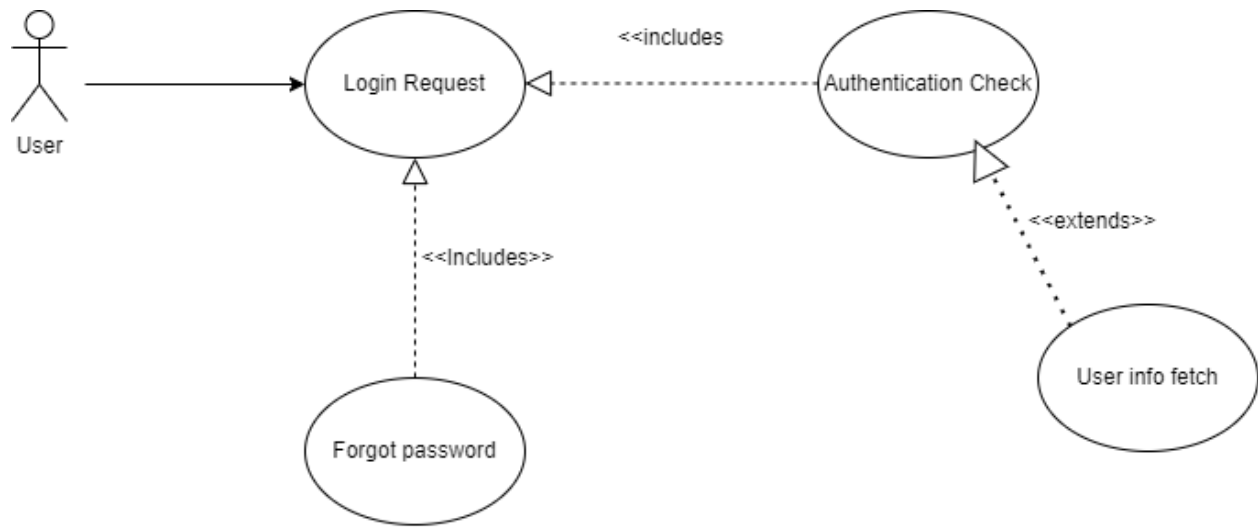 <<includes
Login Request
Authentication Check
User
<<extends>>
<<Includes>>
User info fetch
Forgot password